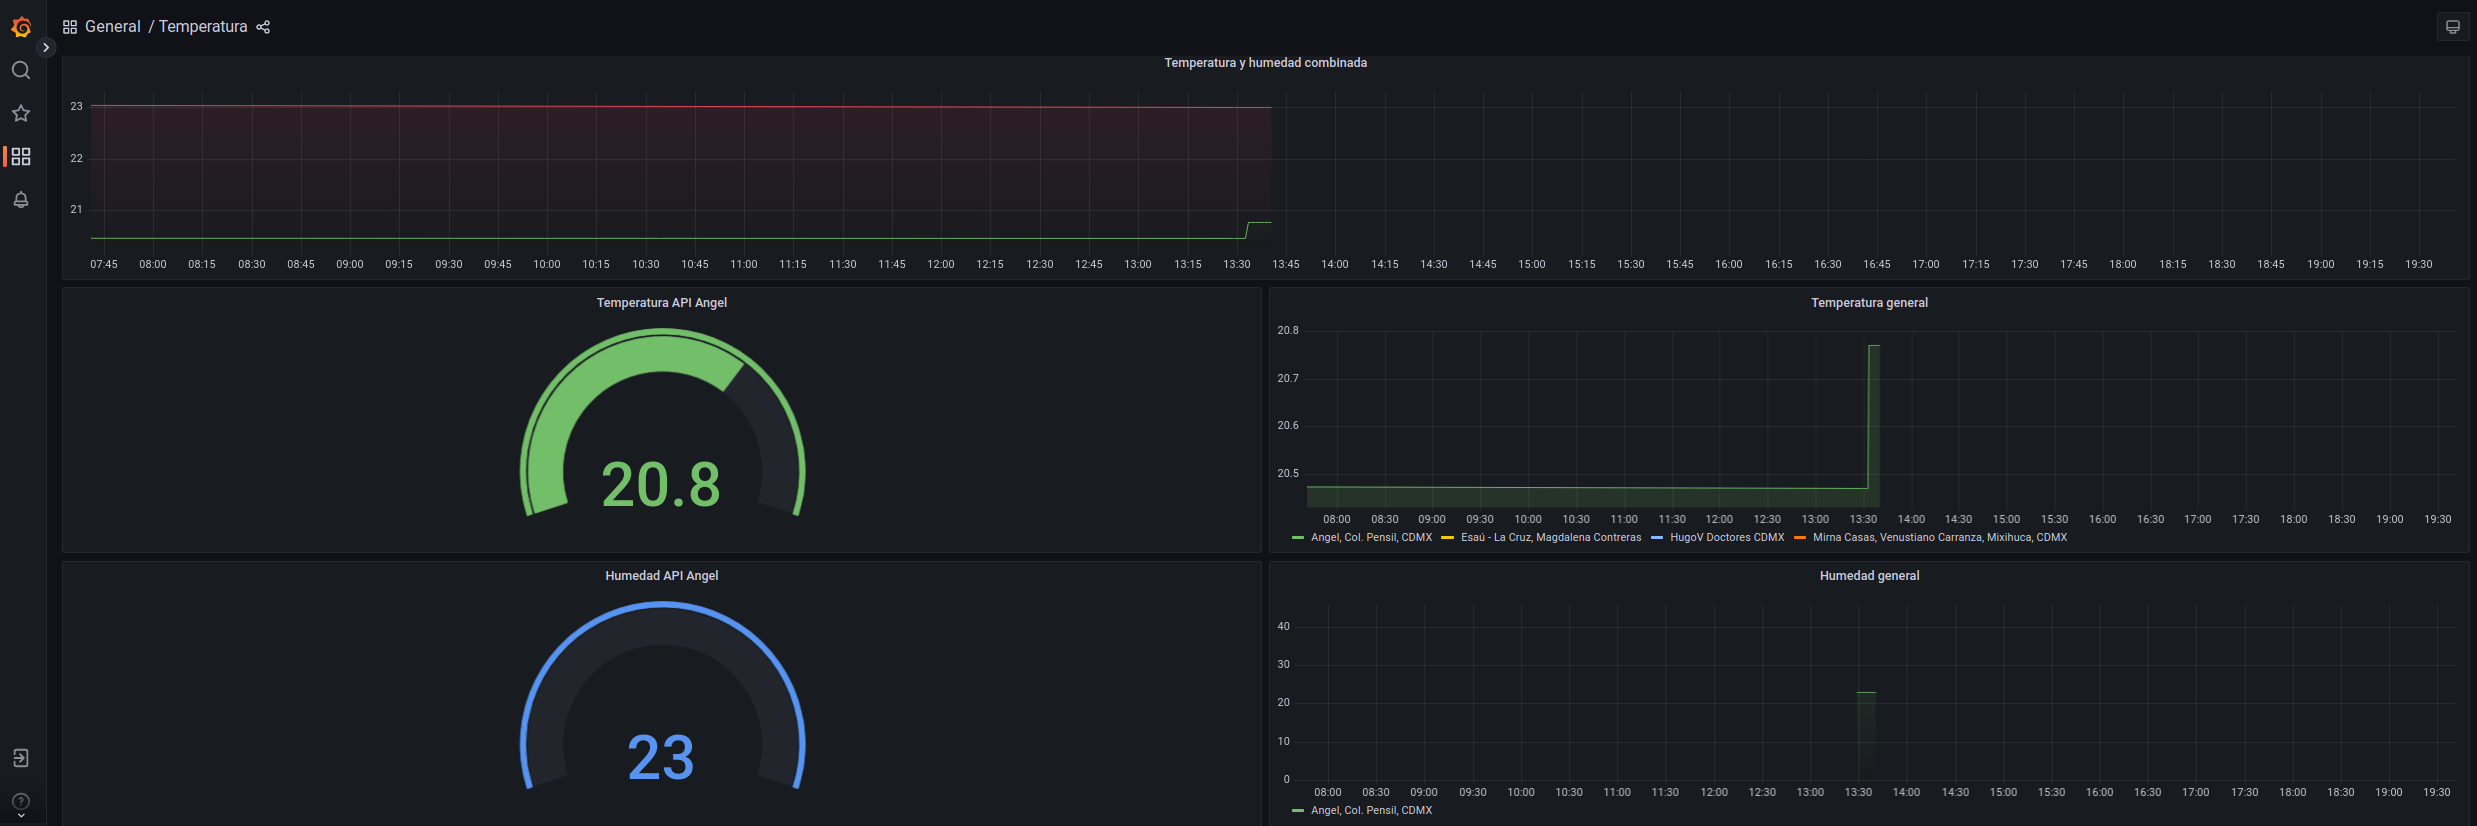 General / Temperatura
Temperatura y humedad combinada
23
22
21
07:45 08:00 08:15 08:30 08:45 09:00 09:15 09:30 09:45 10:00 10:15 10:30 10:45 11:00 11:15 11:30 11:45 12:00 12:15 12:30 12:45 13:00 13:15 13:30 13:45 14:00 14:15 14:30 14:45 15:00 15:15 15:30 15:45 16:00 16:15 16:30 16:45 17:00 17:15 17:30 17:45 18:00 18:15 18:30 18:45 19:00 19:15 19:30
Temperatura API Angel
20.8
Temperatura general
20.8
20.7
20.6
20.5
08:00 08:30 09:00 09:30 10:00 10:30 11:00 11:30 12:00 12:30 13:00 13:30 14:00 14:30 15:00 15:30 16:00 16:30 17:00 17:30 18:00 18:30 19:00 19:30
Angel, Col. Pensil, CDMX Esaú - La Cruz, Magdalena Contreras HugoV Doctores CDMX Mirna Casas, Venustiano Carranza, Mixihuca, CDMX
Humedad API Angel
23
Humedad general
40
30
20
10
0
08:00 08:30 09:00 09:30 10:00 10:30 11:00 11:30 12:00 12:30 13:00 13:30 14:00 14:30 15:00 15:30 16:00 16:30 17:00 17:30 18:00 18:30 19:00 19:30
Angel, Col. Pensil, CDMX